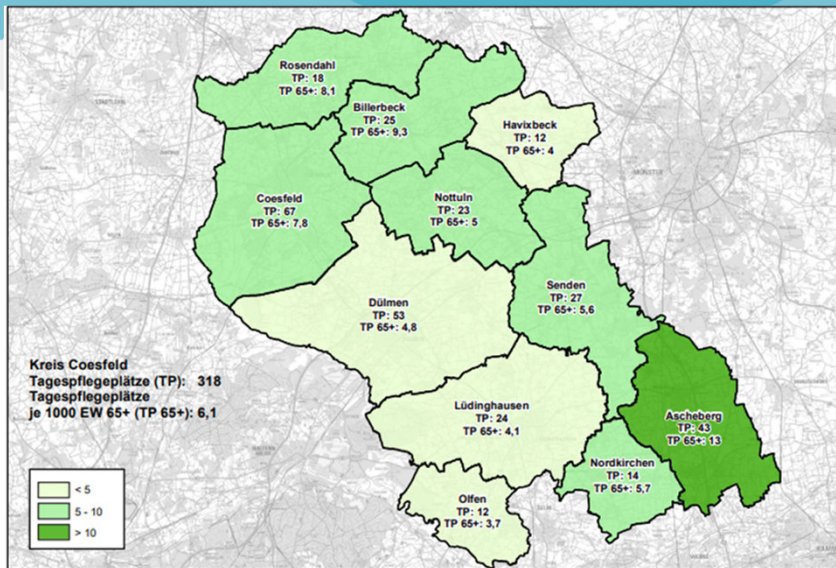 Rosendahl
TP: 18
TP 65+: 8,1
Billerbeck
TP: 25
TP 65+: 9,3
Havixbeck
TP: 12
TP 65+: 4
Coesfeld
TP: 67
TP 65+: 7,8
Nottuln
TP: 23
TP 65+: 5
MÜNSTER
Senden
TP: 27
TP 65+: 5,6
Dülmen
TP: 53
TP 65+: 4,8
Kreis Coesfeld
Tagespflegeplätze (TP): 318
Tagespflegeplätze
je 1000 EW 65+ (TP 65+): 6,1
Lüdinghausen
TP: 24
TP 65+: 4,1
Ascheberg
TP: 43
TP 65+: 13
Nordkirchen
TP: 14
TP 65+: 5,7
Olfen
TP: 12
TP 65+: 3,7
< 5
5 - 10
> 10